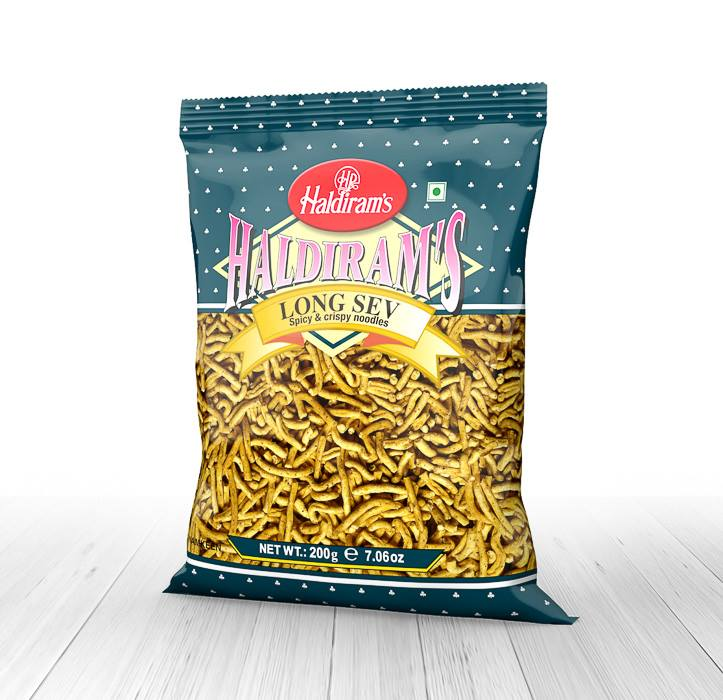 HR
Haldiram's
HALDIRAM'S
LONG SEV
Spicy & crispy noodles
NET WT.: 200g ℮ 7.06oz